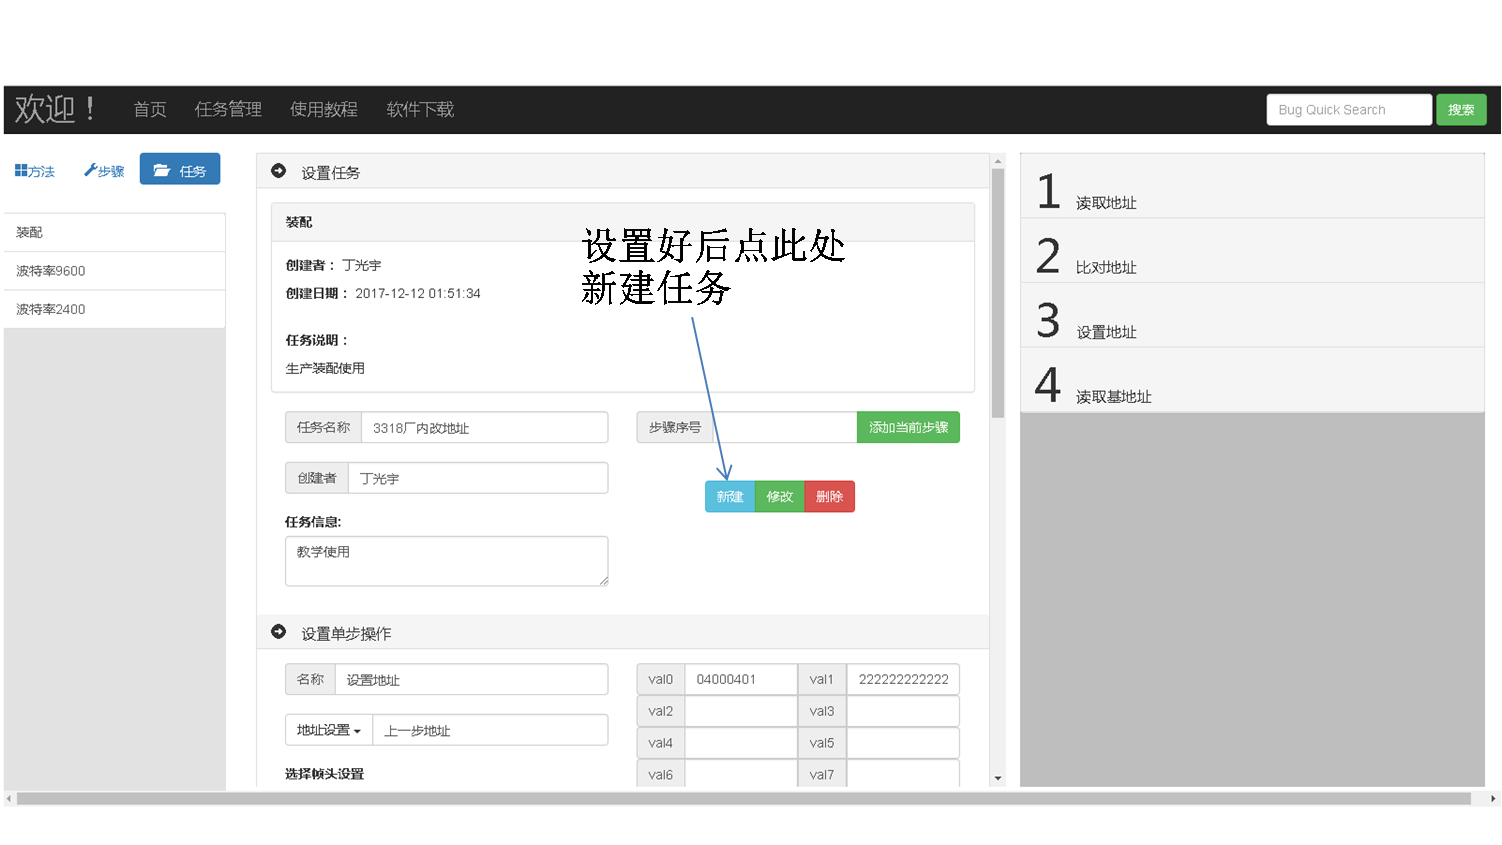 欢迎！ 首页 任务管理 使用教程 软件下载 Bug Quick Search 搜索
方法 步骤 任务
装配
波特率9600
波特率2400
设置任务
装配
创建者： 丁光宇
创建日期： 2017-12-12 01:51:34
任务说明：
生产装配使用
设置好后点此处
新建任务
任务名称 3318厂内改地址
步骤序号 添加当前步骤
创建者 丁光宇
新建 修改 删除
任务信息:
教学使用
设置单步操作
名称 设置地址
val0 04000401 val1 222222222222
val2 val3
地址设置 上一步地址
val4 val5
选择帧头设置
val6 val7
1 读取地址
2 比对地址
3 设置地址
4 读取基地址